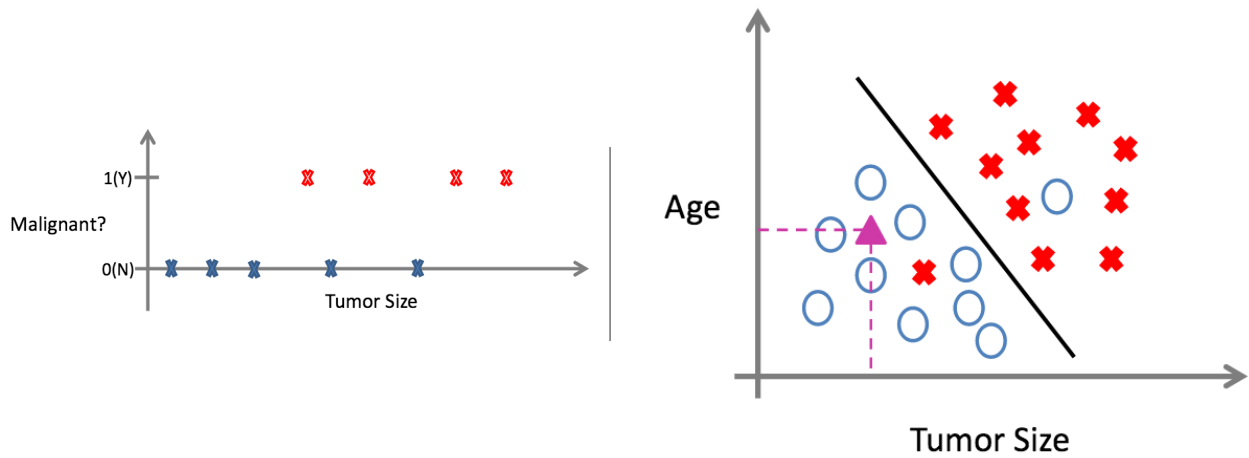 1(Y)
Malignant?
0(N)
Tumor Size
Age
Tumor Size